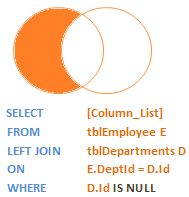 SELECT [Column_List]
FROM tblEmployee E
LEFT JOIN tblDepartments D
ON E.DeptId = D.Id
WHERE D.Id IS NULL